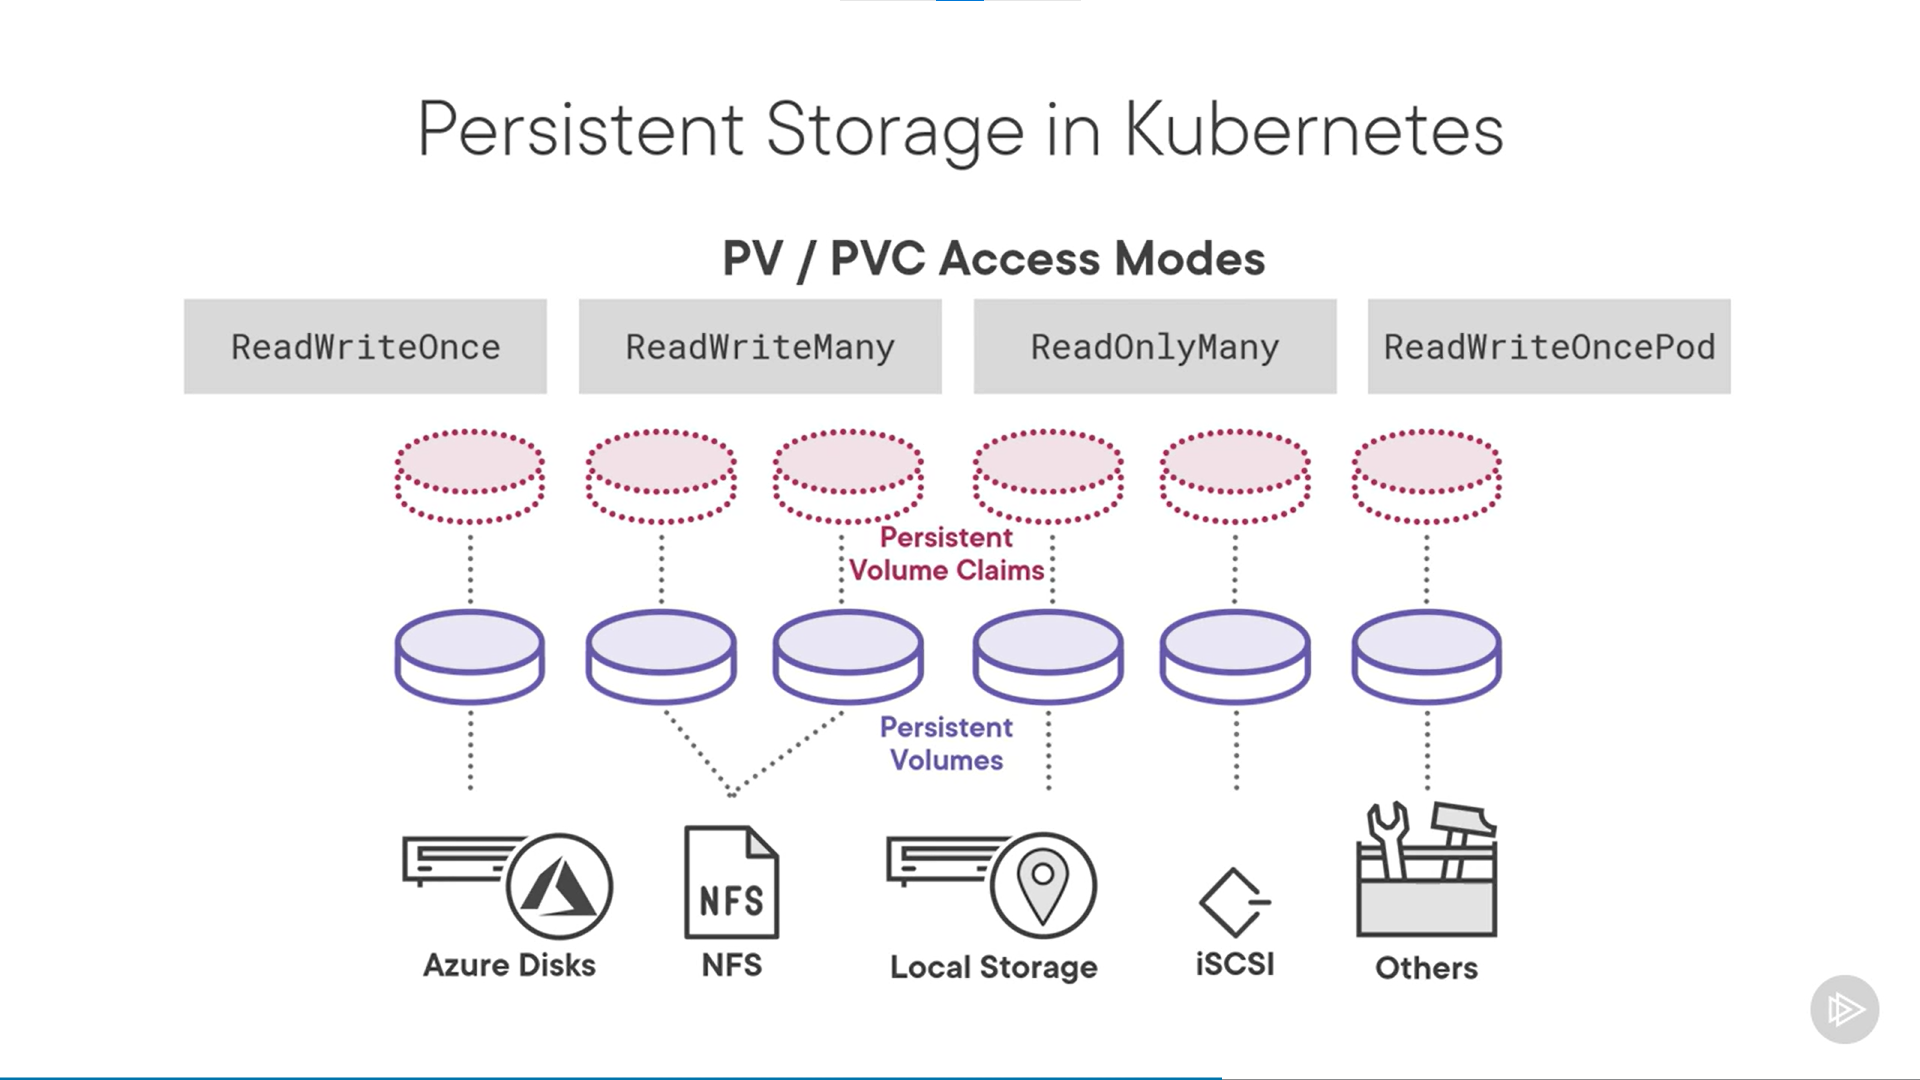 Persistent Storage in Kubernetes
PV / PVC Access Modes
ReadWriteOnce
ReadWriteMany
ReadOnlyMany
ReadWriteOncePod
Persistent
Volume Claims
Persistent
Volumes
NFS
Azure Disks
NFS
Local Storage
iSCSI
Others